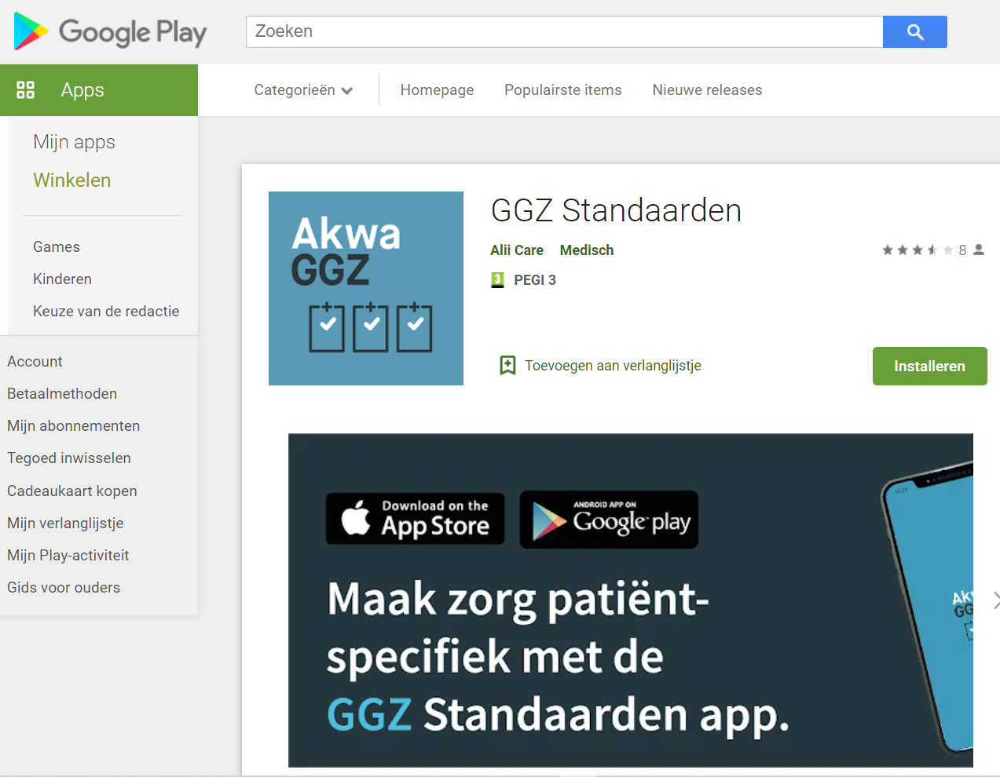 Google Play
Zoeken
Apps
Categorieën
Homepage
Populairste items
Nieuwe releases
Mijn apps
Winkelen
Games
Kinderen
Keuze van de redactie
Account
Betaalmethoden
Mijn abonnementen
Tegoed inwisselen
Cadeaukaart kopen
Mijn verlanglijstje
Mijn Play-activiteit
Gids voor ouders
Akwa
GGZ
GGZ Standaarden
Alii Care Medisch
8
3 PEGI 3
Toevoegen aan verlanglijstje
Installeren
Download on the
App Store
ANDROID APP ON
Google play
Maak zorg patiënt-
specifiek met de
GGZ Standaarden app.